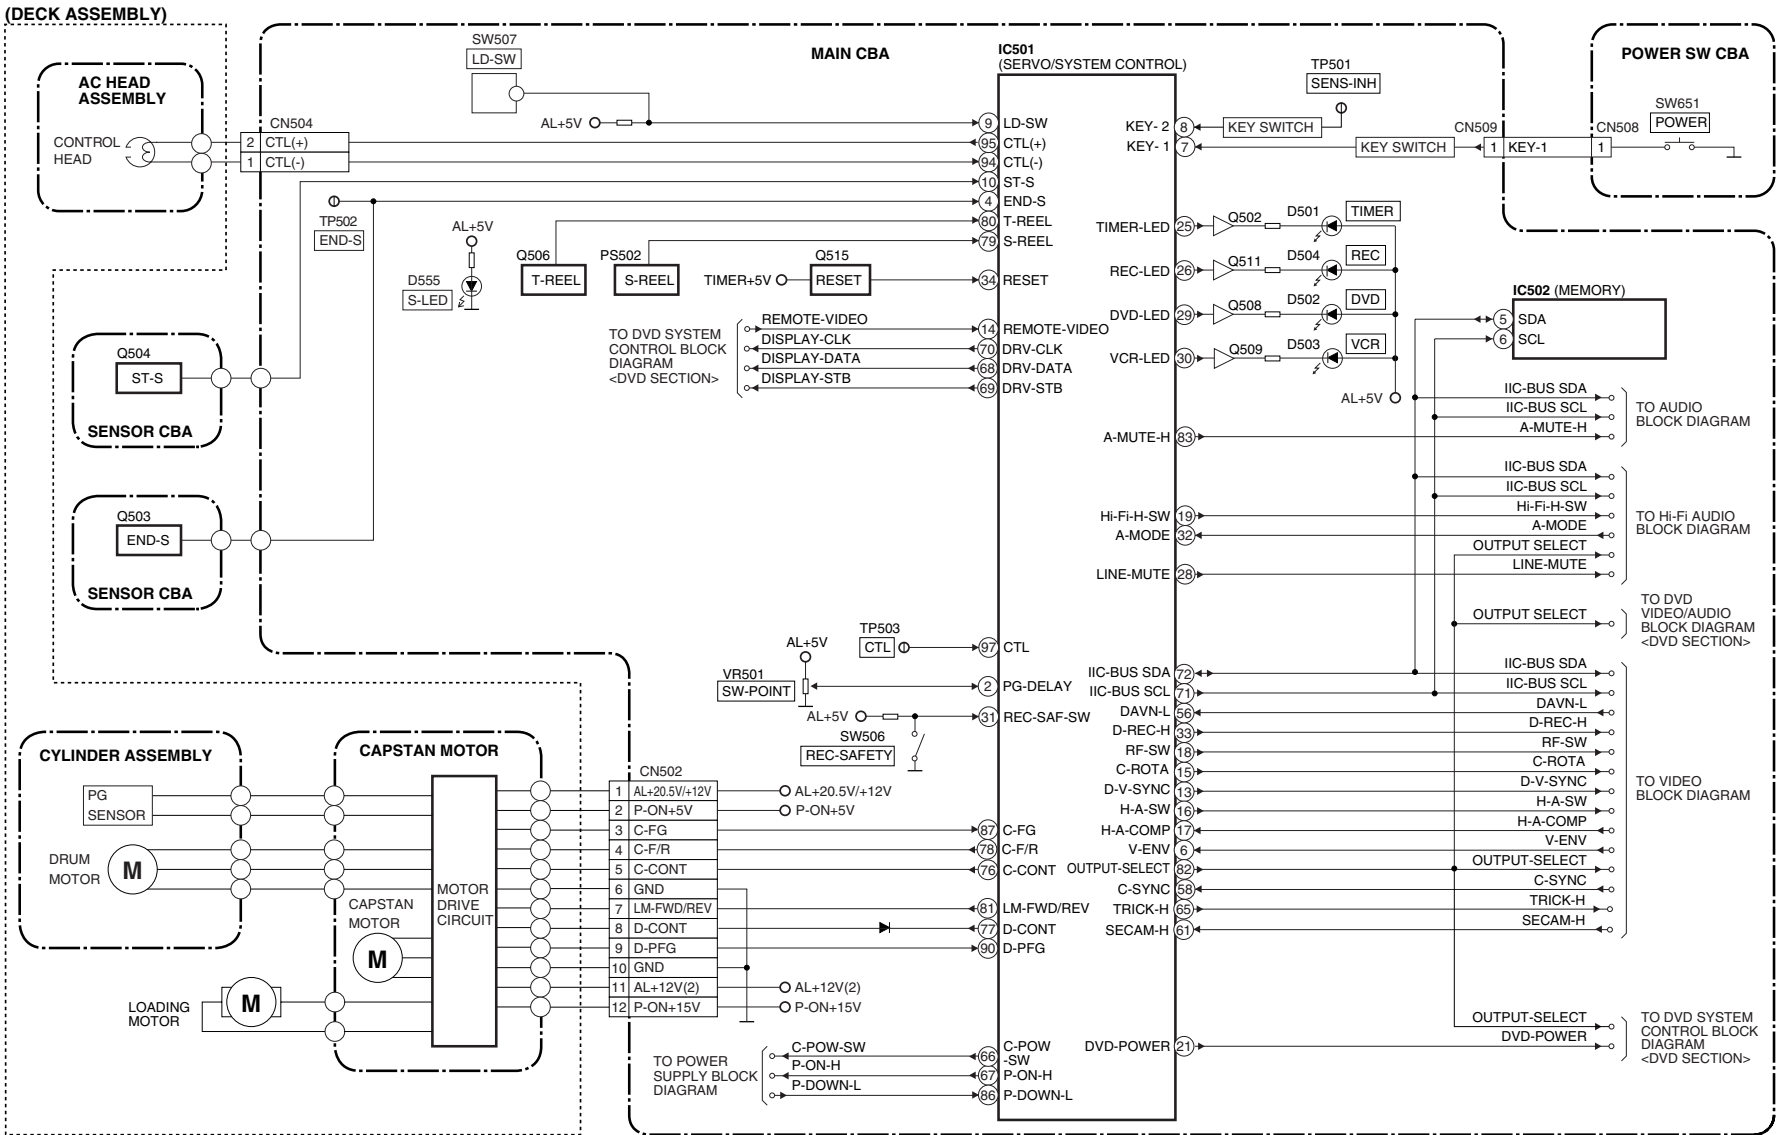 (DECK ASSEMBLY)
AC HEAD
ASSEMBLY
CONTROL
HEAD
CN504
2 CTL(+)
1 CTL(-)
SW507
LD-SW
AL+5V
MAIN CBA
TP502
END-S
AL+5V
D555
S-LED
Q506
T-REEL
PS502
S-REEL
Q515
TIMER+5V
RESET
TO DVD SYSTEM
CONTROL BLOCK
DIAGRAM
<DVD SECTION>
REMOTE-VIDEO
DISPLAY-CLK
DISPLAY-DATA
DISPLAY-STB
Q504
ST-S
SENSOR CBA
Q503
END-S
SENSOR CBA
IC501
(SERVO/SYSTEM CONTROL)
9 LD-SW
95 CTL(+)
94 CTL(-)
10 ST-S
4 END-S
80 T-REEL
79 S-REEL
34 RESET
14 REMOTE-VIDEO
70 DRV-CLK
68 DRV-DATA
69 DRV-STB
97 CTL
2 PG-DELAY
31 REC-SAF-SW
87 C-FG
78 C-F/R
76 C-CONT
81 LM-FWD/REV
77 D-CONT
90 D-PFG
66 C-POW
-SW
67 P-ON-H
86 P-DOWN-L
TP503
CTL
AL+5V
VR501
SW-POINT
AL+5V
SW506
REC-SAFETY
CYLINDER ASSEMBLY
PG
SENSOR
DRUM
MOTOR
M
CAPSTAN MOTOR
CAPSTAN
MOTOR
M
MOTOR
DRIVE
CIRCUIT
LOADING
MOTOR
M
CN502
1 AL+20.5V/+12V
2 P-ON+5V
3 C-FG
4 C-F/R
5 C-CONT
6 GND
7 LM-FWD/REV
8 D-CONT
9 D-PFG
10 GND
11 AL+12V(2)
12 P-ON+15V
AL+20.5V/+12V
P-ON+5V
AL+12V(2)
P-ON+15V
TO POWER
SUPPLY BLOCK
DIAGRAM
C-POW-SW
P-ON-H
P-DOWN-L
KEY- 2 8
KEY- 1 7
TIMER-LED 25
REC-LED 26
DVD-LED 29
VCR-LED 30
A-MUTE-H 83
Hi-Fi-H-SW 19
A-MODE 32
LINE-MUTE 28
IIC-BUS SDA 72
IIC-BUS SCL 71
DAVN-L 56
D-REC-H 33
RF-SW 18
C-ROTA 15
D-V-SYNC 13
H-A-SW 16
H-A-COMP 17
V-ENV 6
OUTPUT-SELECT 82
C-SYNC 58
TRICK-H 65
SECAM-H 61
DVD-POWER 21
TP501
SENS-INH
KEY SWITCH
KEY SWITCH
CN509
1 KEY-1
CN508
1
POWER SW CBA
SW651
POWER
Q502
D501
TIMER
Q511
D504
REC
Q508
D502
DVD
Q509
D503
VCR
AL+5V
IC502 (MEMORY)
5 SDA
6 SCL
IIC-BUS SDA
IIC-BUS SCL
A-MUTE-H
TO AUDIO
BLOCK DIAGRAM
IIC-BUS SDA
IIC-BUS SCL
Hi-Fi-H-SW
A-MODE
OUTPUT SELECT
LINE-MUTE
TO Hi-Fi AUDIO
BLOCK DIAGRAM
OUTPUT SELECT
TO DVD
VIDEO/AUDIO
BLOCK DIAGRAM
<DVD SECTION>
IIC-BUS SDA
IIC-BUS SCL
DAVN-L
D-REC-H
RF-SW
C-ROTA
D-V-SYNC
H-A-SW
H-A-COMP
V-ENV
OUTPUT-SELECT
C-SYNC
TRICK-H
SECAM-H
TO VIDEO
BLOCK DIAGRAM
OUTPUT-SELECT
DVD-POWER
TO DVD SYSTEM
CONTROL BLOCK
DIAGRAM
<DVD SECTION>